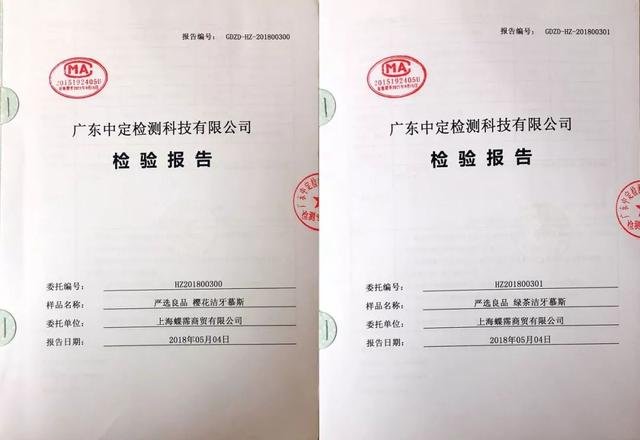 报告编号: GDZD-HZ-201800300
MA
2015192405U
广东中定检测科技有限公司
检验报告
委托编号: HZ201800300
样品名称: 严选良品 樱花洁牙慕斯
委托单位: 上海蝶霈商贸有限公司
报告日期: 2018年05月04日
报告编号: GDZD-HZ-201800301
MA
2015192405U
广东中定检测科技有限公司
检验报告
委托编号: HZ201800301
样品名称: 严选良品 绿茶洁牙慕斯
委托单位: 上海蝶霈商贸有限公司
报告日期: 2018年05月04日